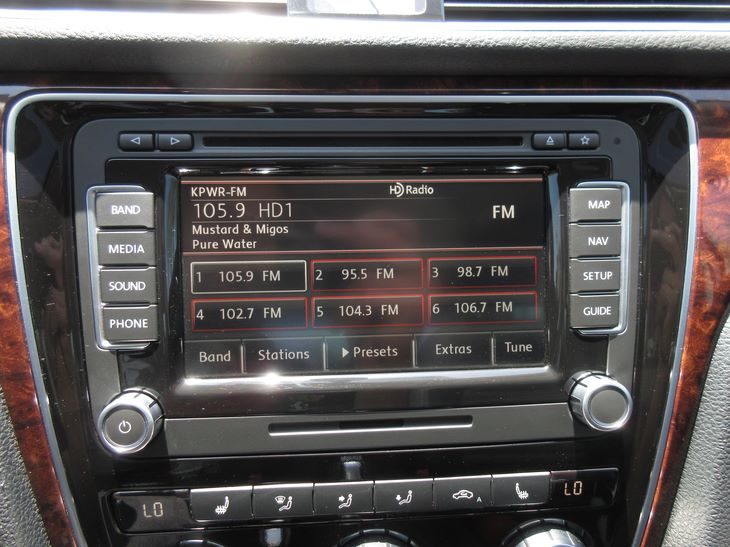 KPWR-FM HD Radio
105.9 HD1 FM
Mustard & Migos
Pure Water
BAND
MEDIA
SOUND
PHONE
1 105.9 FM 2 95.5 FM 3 98.7 FM
4 102.7 FM 5 104.3 FM 6 106.7 FM
Band Stations Presets Extras Tune
MAP
NAV
SETUP
GUIDE
LO A LO